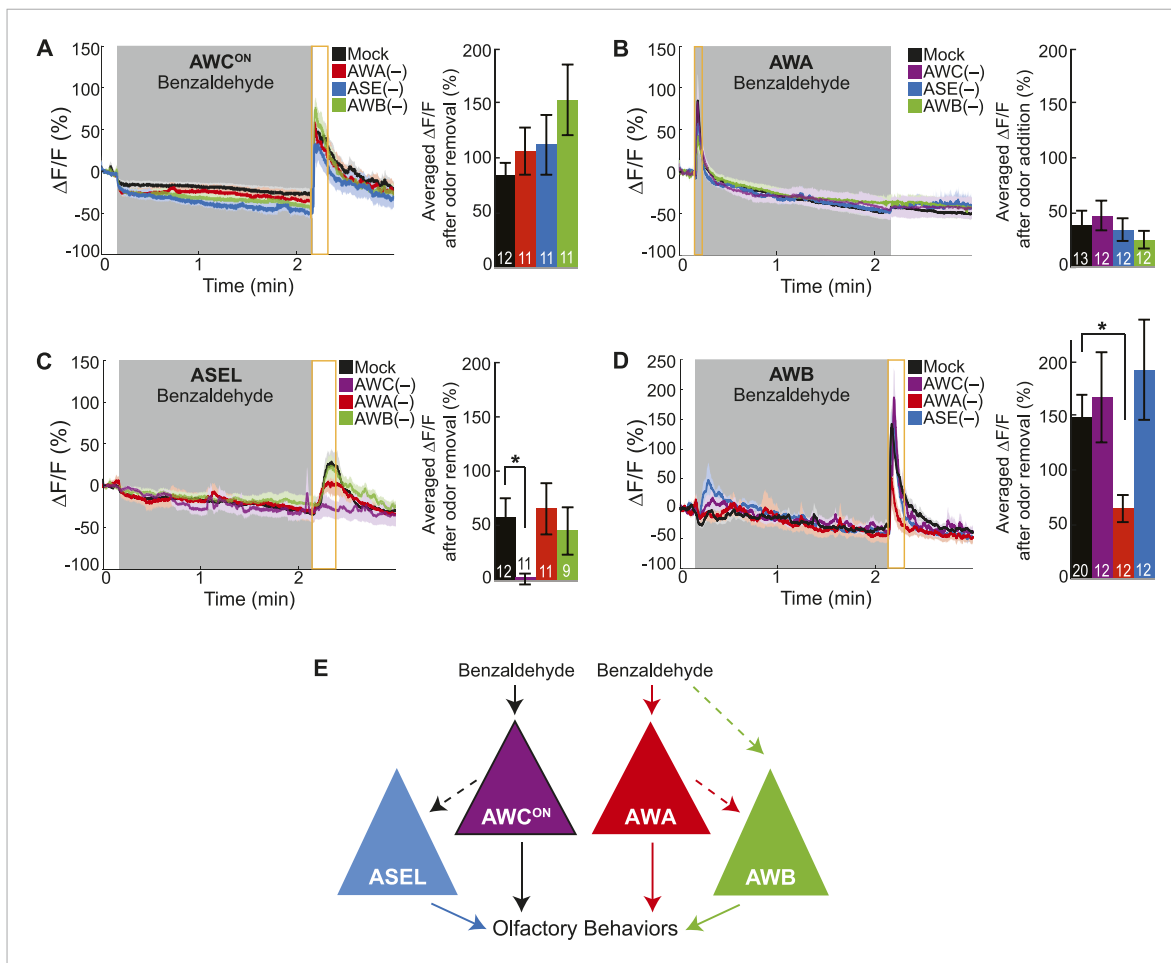 A
AWCᴼᴺ
Benzaldehyde
Mock
AWA(–)
ASE(–)
AWB(–)
ΔF/F (%)
150
100
50
0
-50
-100
0
1
2
Time (min)
Averaged ΔF/F
after odor removal (%)
200
150
100
50
0
12
11
11
11
B
AWA
Benzaldehyde
Mock
AWC(–)
ASE(–)
AWB(–)
ΔF/F (%)
150
100
50
0
-50
-100
0
1
2
Time (min)
Averaged ΔF/F
after odor addition (%)
200
150
100
50
0
13
12
12
12
C
ASEL
Benzaldehyde
Mock
AWC(–)
AWA(–)
AWB(–)
ΔF/F (%)
150
100
50
0
-50
-100
0
1
2
Time (min)
Averaged ΔF/F
after odor removal (%)
200
150
100
50
0
*
12
11
11
9
D
AWB
Benzaldehyde
Mock
AWC(–)
AWA(–)
ASE(–)
ΔF/F (%)
250
200
150
100
50
0
-50
-100
0
1
2
Time (min)
Averaged ΔF/F
after odor removal (%)
200
150
100
50
0
*
20
12
12
12
E
Benzaldehyde Benzaldehyde
AWCᴼᴺ
AWA
ASEL
AWB
Olfactory Behaviors